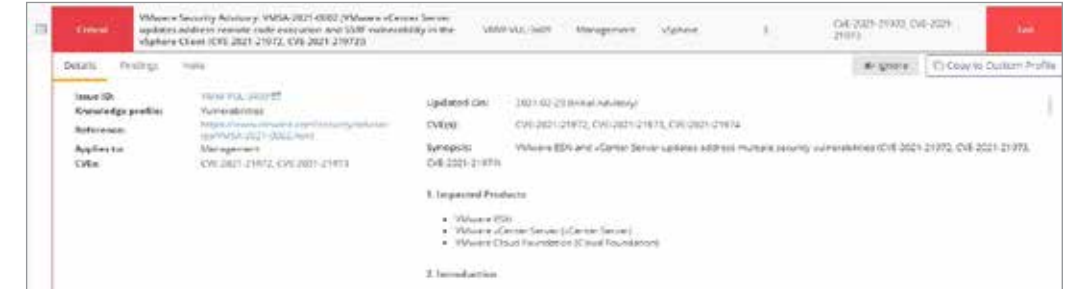 Critical
VMware Security Advisory: VMSA-2021-0002 (VMware vCenter Server
updates address remote code execution and SSRF vulnerability in the
vSphere Client (CVE-2021-21972, CVE-2021-21973))
Management
vSphere
1
CVE-2021-21972, CVE-2021-
21973
Fail
Details
Findings
Ignore
Copy to Custom Profile
Issue ID:
Knowledge profile: Vulnerabilities
Reference:
Applies to: Management
CVEs: CVE-2021-21972, CVE-2021-21973
Updated On: 2021-02-23 (Initial Advisory)
CVE(s): CVE-2021-21972, CVE-2021-21973, CVE-2021-21974
Synopsis: VMware ESXi and vCenter Server updates address multiple security vulnerabilities (CVE-2021-21972, CVE-2021-21973,
CVE-2021-21974)
1. Impacted Products
• VMware ESXi
• VMware vCenter Server (vCenter Server)
• VMware Cloud Foundation (Cloud Foundation)
2. Introduction